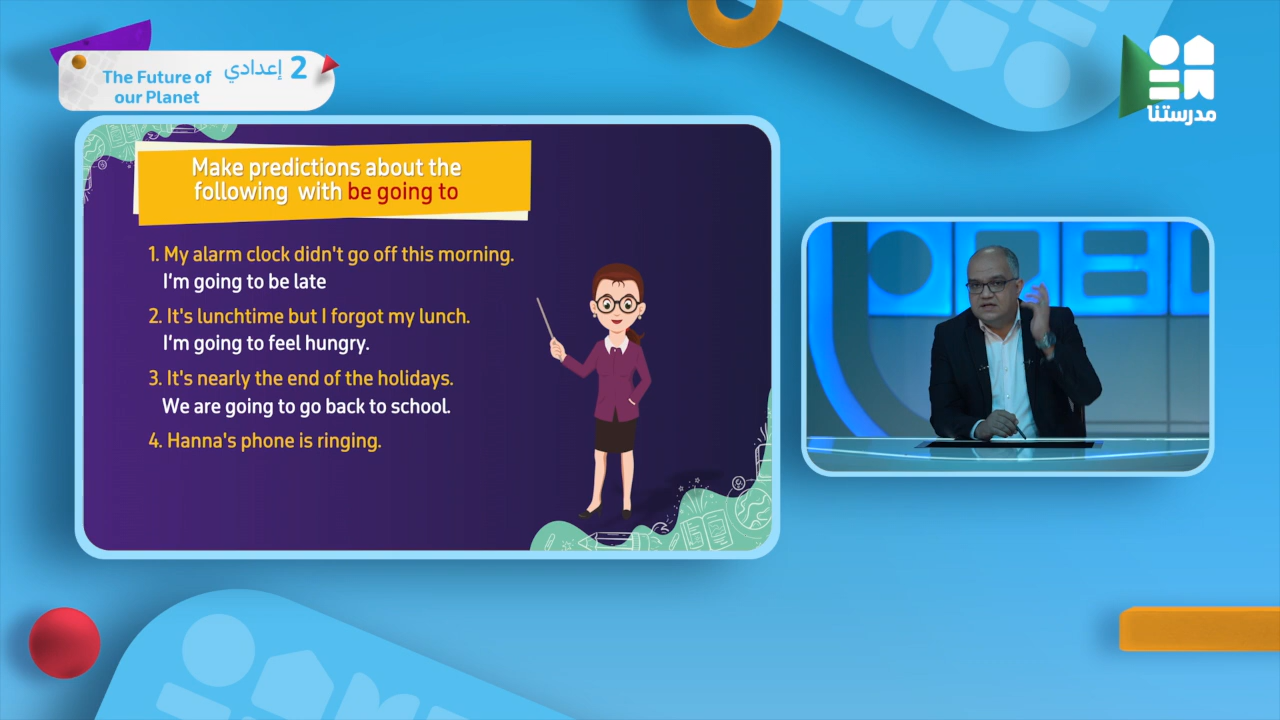 The Future of
our Planet
2 إعدادي
مدرستنا
Make predictions about the
following with be going to
1. My alarm clock didn't go off this morning.
I'm going to be late
2. It's lunchtime but I forgot my lunch.
I'm going to feel hungry.
3. It's nearly the end of the holidays.
We are going to go back to school.
4. Hanna's phone is ringing.